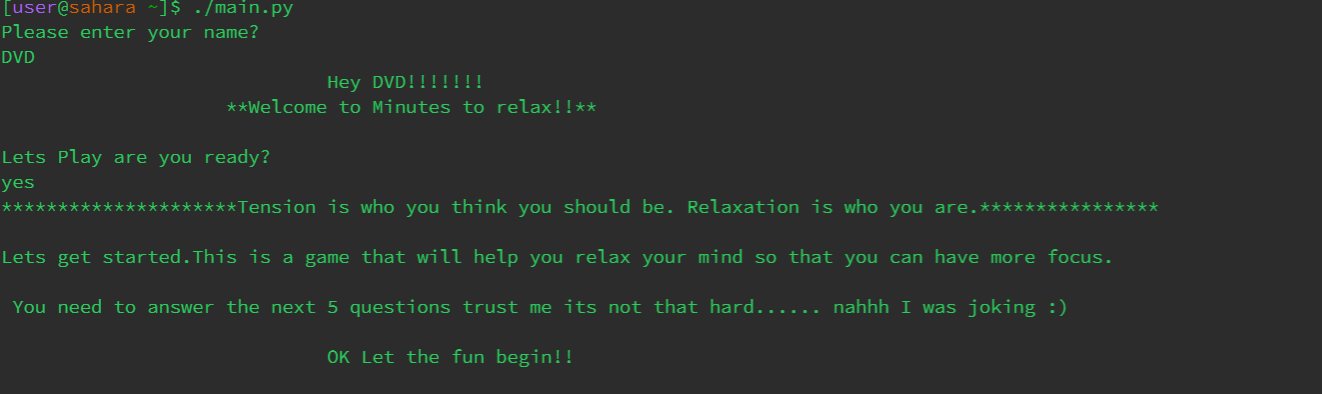 [user@sahara ~]$ ./main.py
Please enter your name?
DVD
Hey DVD!!!!!!!
**Welcome to Minutes to relax!!**
Lets Play are you ready?
yes
*********************Tension is who you think you should be. Relaxation is who you are.****************
Lets get started.This is a game that will help you relax your mind so that you can have more focus.
You need to answer the next 5 questions trust me its not that hard...... nahhh I was joking :)
OK Let the fun begin!!